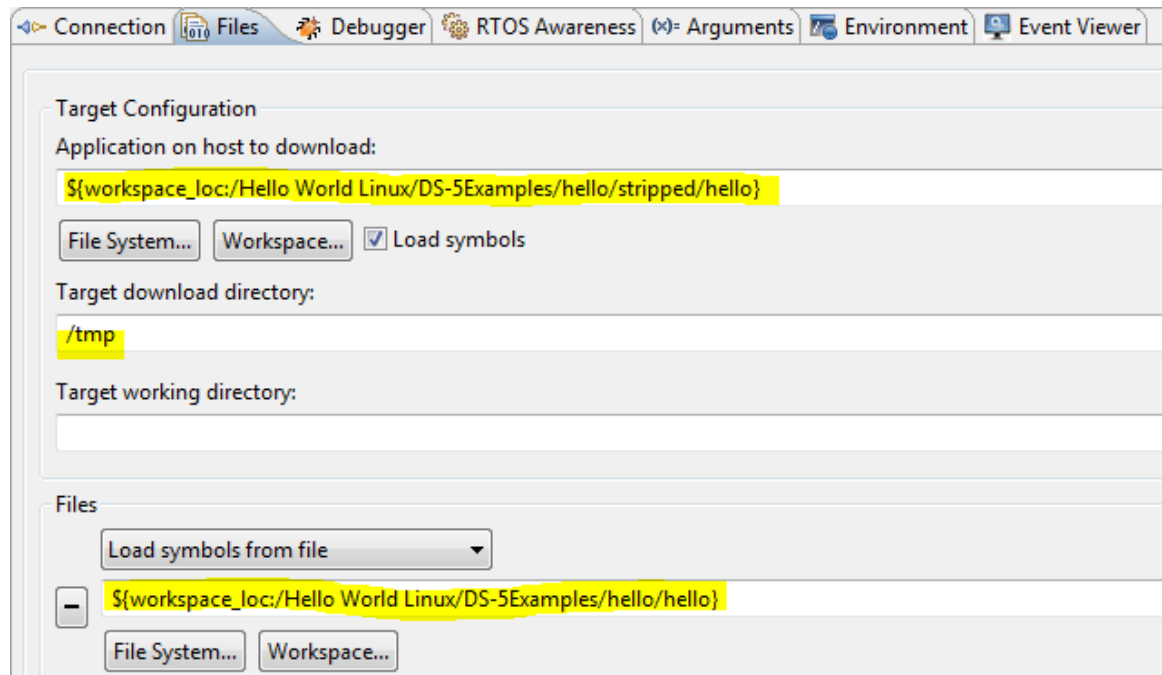 Connection Files Debugger RTOS Awareness (x)= Arguments Environment Event Viewer
Target Configuration
Application on host to download:
${workspace_loc:/Hello World Linux/DS-5Examples/hello/stripped/hello}
File System... Workspace... Load symbols
Target download directory:
/tmp
Target working directory:
Files
Load symbols from file
${workspace_loc:/Hello World Linux/DS-5Examples/hello/hello}
File System... Workspace...